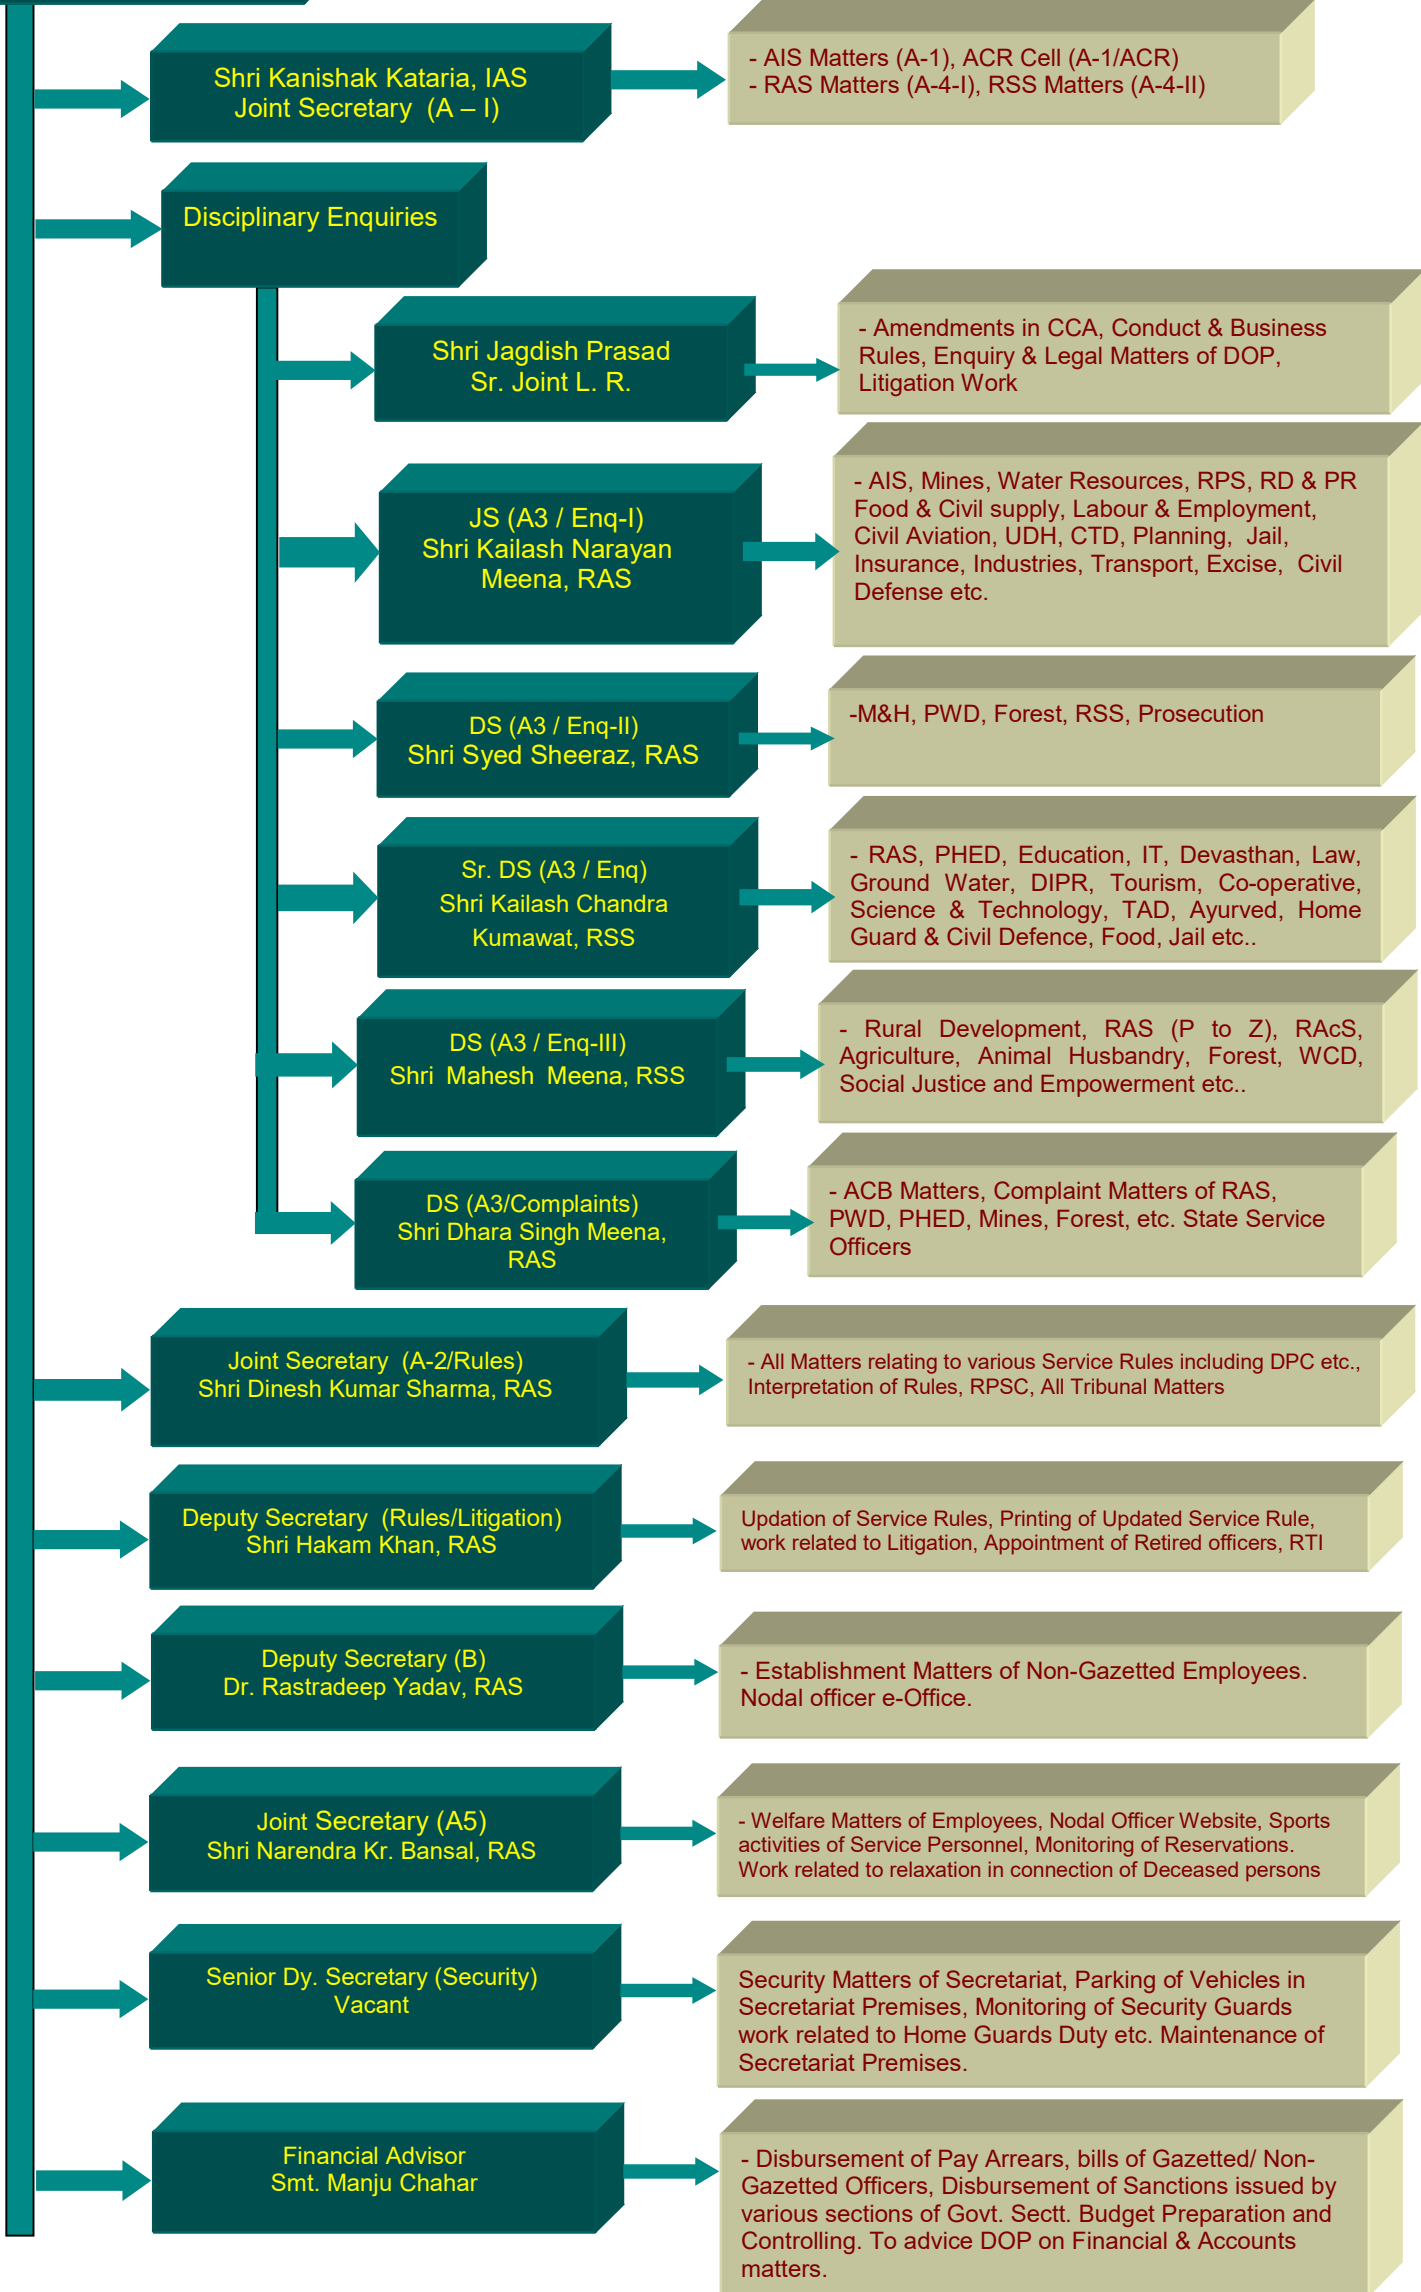 Shri Kanishak Kataria, IAS
Joint Secretary (A – I)
- AIS Matters (A-1), ACR Cell (A-1/ACR)
- RAS Matters (A-4-I), RSS Matters (A-4-II)
Disciplinary Enquiries
Shri Jagdish Prasad
Sr. Joint L. R.
- Amendments in CCA, Conduct & Business
Rules, Enquiry & Legal Matters of DOP,
Litigation Work
JS (A3 / Enq-I)
Shri Kailash Narayan
Meena, RAS
- AIS, Mines, Water Resources, RPS, RD & PR
Food & Civil supply, Labour & Employment,
Civil Aviation, UDH, CTD, Planning, Jail,
Insurance, Industries, Transport, Excise, Civil
Defense etc.
DS (A3 / Enq-II)
Shri Syed Sheeraz, RAS
-M&H, PWD, Forest, RSS, Prosecution
Sr. DS (A3 / Enq)
Shri Kailash Chandra
Kumawat, RSS
- RAS, PHED, Education, IT, Devasthan, Law,
Ground Water, DIPR, Tourism, Co-operative,
Science & Technology, TAD, Ayurved, Home
Guard & Civil Defence, Food, Jail etc..
DS (A3 / Enq-III)
Shri Mahesh Meena, RSS
- Rural Development, RAS (P to Z), RAcS,
Agriculture, Animal Husbandry, Forest, WCD,
Social Justice and Empowerment etc..
DS (A3/Complaints)
Shri Dhara Singh Meena,
RAS
- ACB Matters, Complaint Matters of RAS,
PWD, PHED, Mines, Forest, etc. State Service
Officers
Joint Secretary (A-2/Rules)
Shri Dinesh Kumar Sharma, RAS
- All Matters relating to various Service Rules including DPC etc.,
Interpretation of Rules, RPSC, All Tribunal Matters
Deputy Secretary (Rules/Litigation)
Shri Hakam Khan, RAS
Updation of Service Rules, Printing of Updated Service Rule,
work related to Litigation, Appointment of Retired officers, RTI
Deputy Secretary (B)
Dr. Rastradeep Yadav, RAS
- Establishment Matters of Non-Gazetted Employees.
Nodal officer e-Office.
Joint Secretary (A5)
Shri Narendra Kr. Bansal, RAS
- Welfare Matters of Employees, Nodal Officer Website, Sports
activities of Service Personnel, Monitoring of Reservations.
Work related to relaxation in connection of Deceased persons
Senior Dy. Secretary (Security)
Vacant
Security Matters of Secretariat, Parking of Vehicles in
Secretariat Premises, Monitoring of Security Guards
work related to Home Guards Duty etc. Maintenance of
Secretariat Premises.
Financial Advisor
Smt. Manju Chahar
- Disbursement of Pay Arrears, bills of Gazetted/ Non-
Gazetted Officers, Disbursement of Sanctions issued by
various sections of Govt. Sectt. Budget Preparation and
Controlling. To advice DOP on Financial & Accounts
matters.